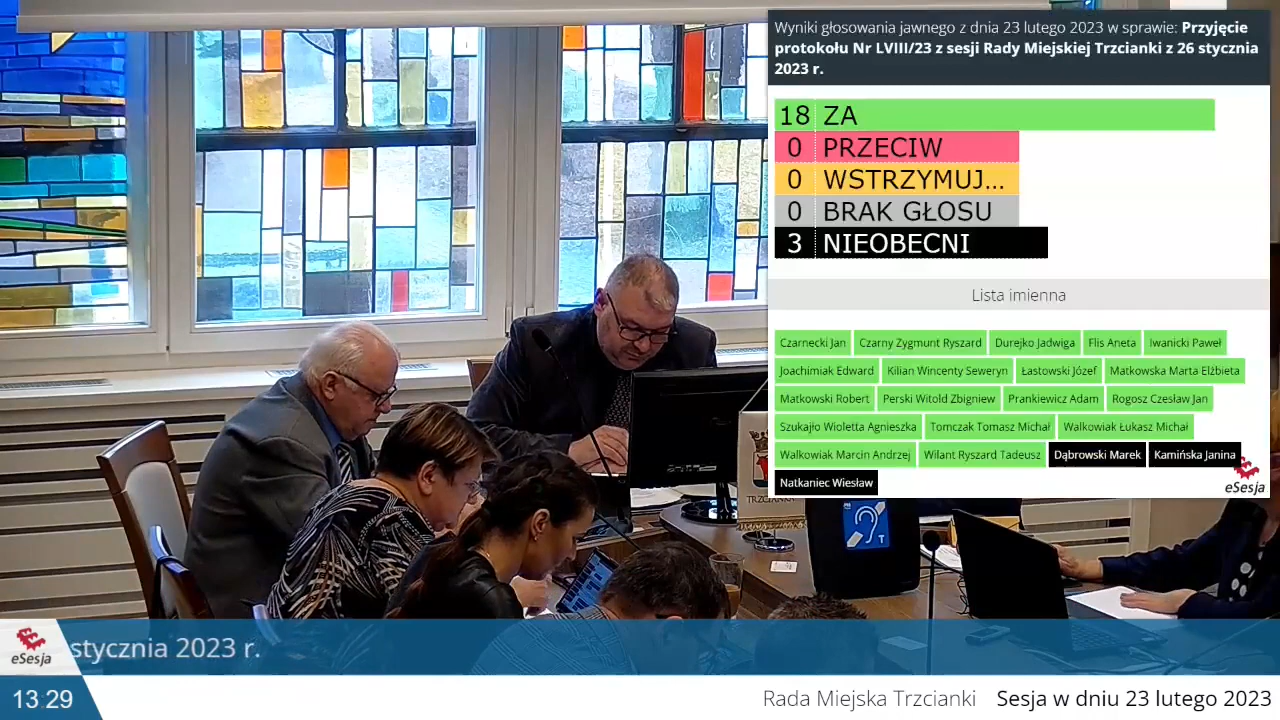 Wyniki głosowania jawnego z dnia 23 lutego 2023 w sprawie: Przyjęcie
protokołu Nr LVIII/23 z sesji Rady Miejskiej Trzcianki z 26 stycznia
2023 r.
18 ZA
0 PRZECIW
0 WSTRZYMUJ...
0 BRAK GŁOSU
3 NIEOBECNI
Lista imienna
Czarnecki Jan Czarny Zygmunt Ryszard Durejko Jadwiga Flis Aneta Iwanicki Paweł
Joachimiak Edward Kilian Wincenty Seweryn Łastowski Józef Matkowska Marta Elżbieta
Matkowski Robert Perski Witold Zbigniew Prankiewicz Adam Rogosz Czesław Jan
Szukajło Wioletta Agnieszka Tomczak Tomasz Michał Walkowiak Łukasz Michał
Walkowiak Marcin Andrzej Wilant Ryszard Tadeusz Dąbrowski Marek Kamińska Janina
Natkaniec Wiesław
eSesja
TRZCIANK
T
eSesja
stycznia 2023 r.
13:29
Rada Miejska Trzcianki Sesja w dniu 23 lutego 2023